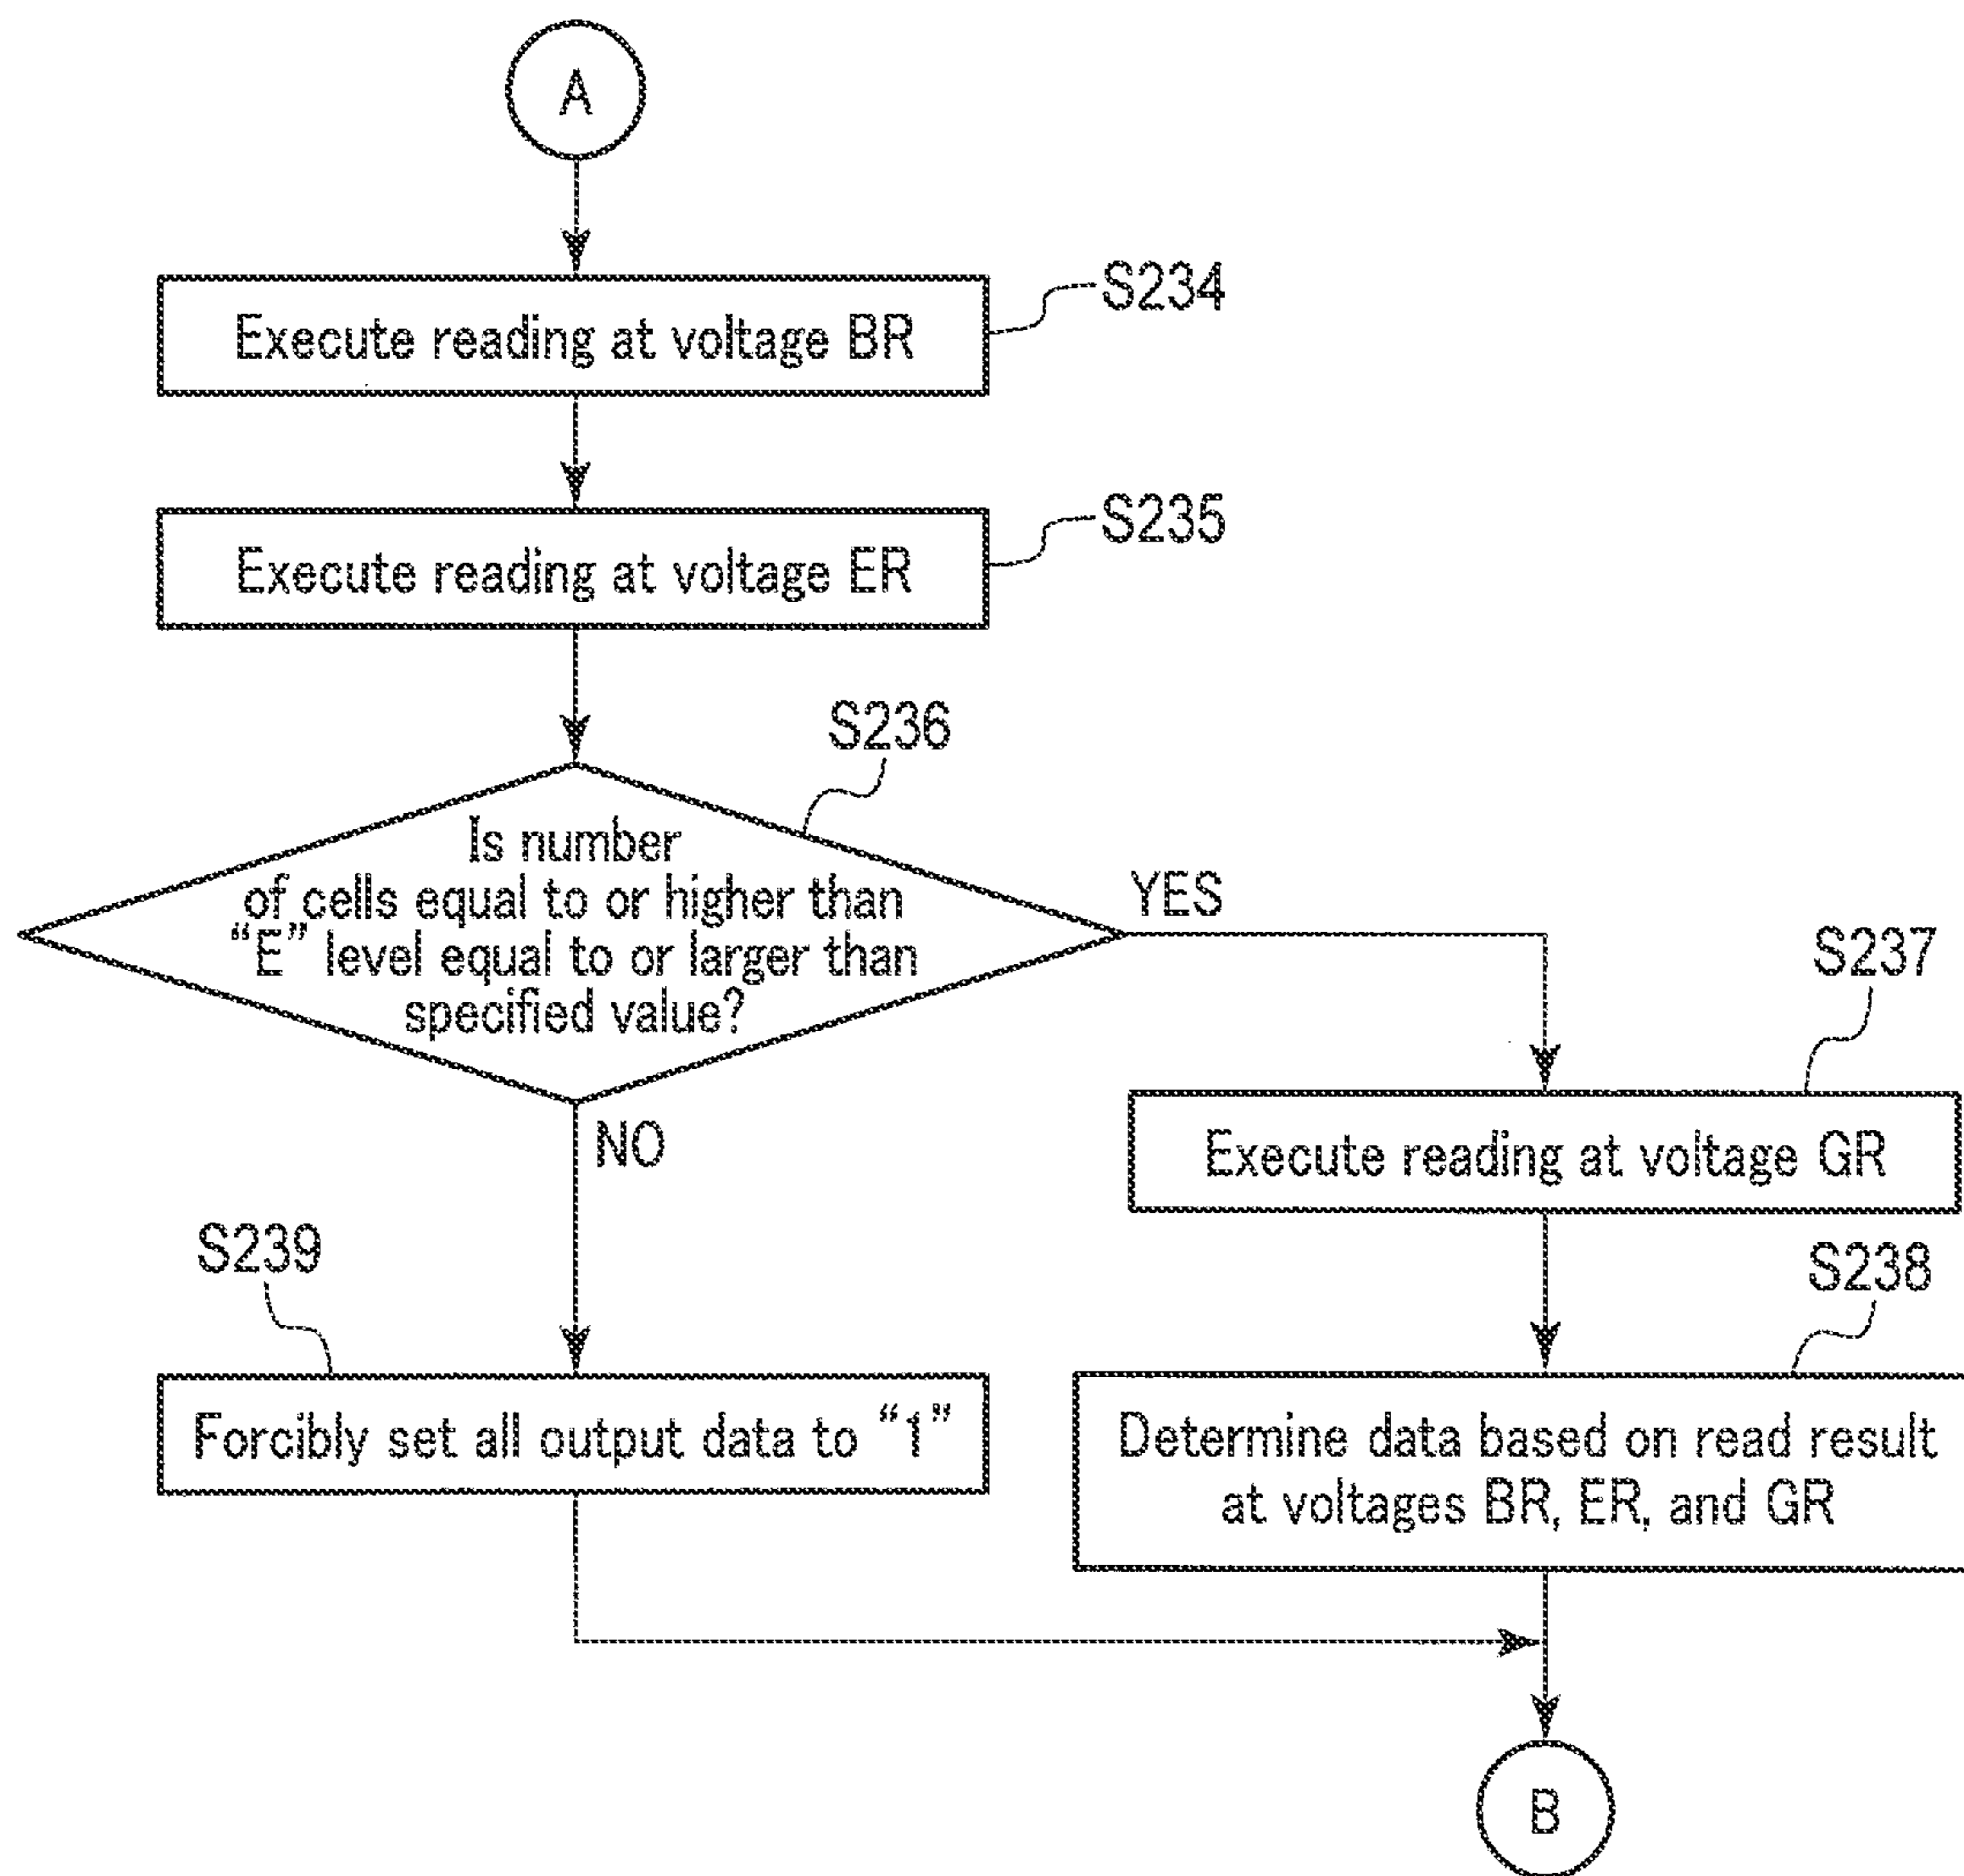 A
S234
Execute reading at voltage BR
S235
Execute reading at voltage ER
S236
Is number
of cells equal to or higher than
“E” level equal to or larger than
specified value?
YES
NO
S237
Execute reading at voltage GR
S239
Forcibly set all output data to “1”
S238
Determine data based on read result
at voltages BR, ER, and GR
B